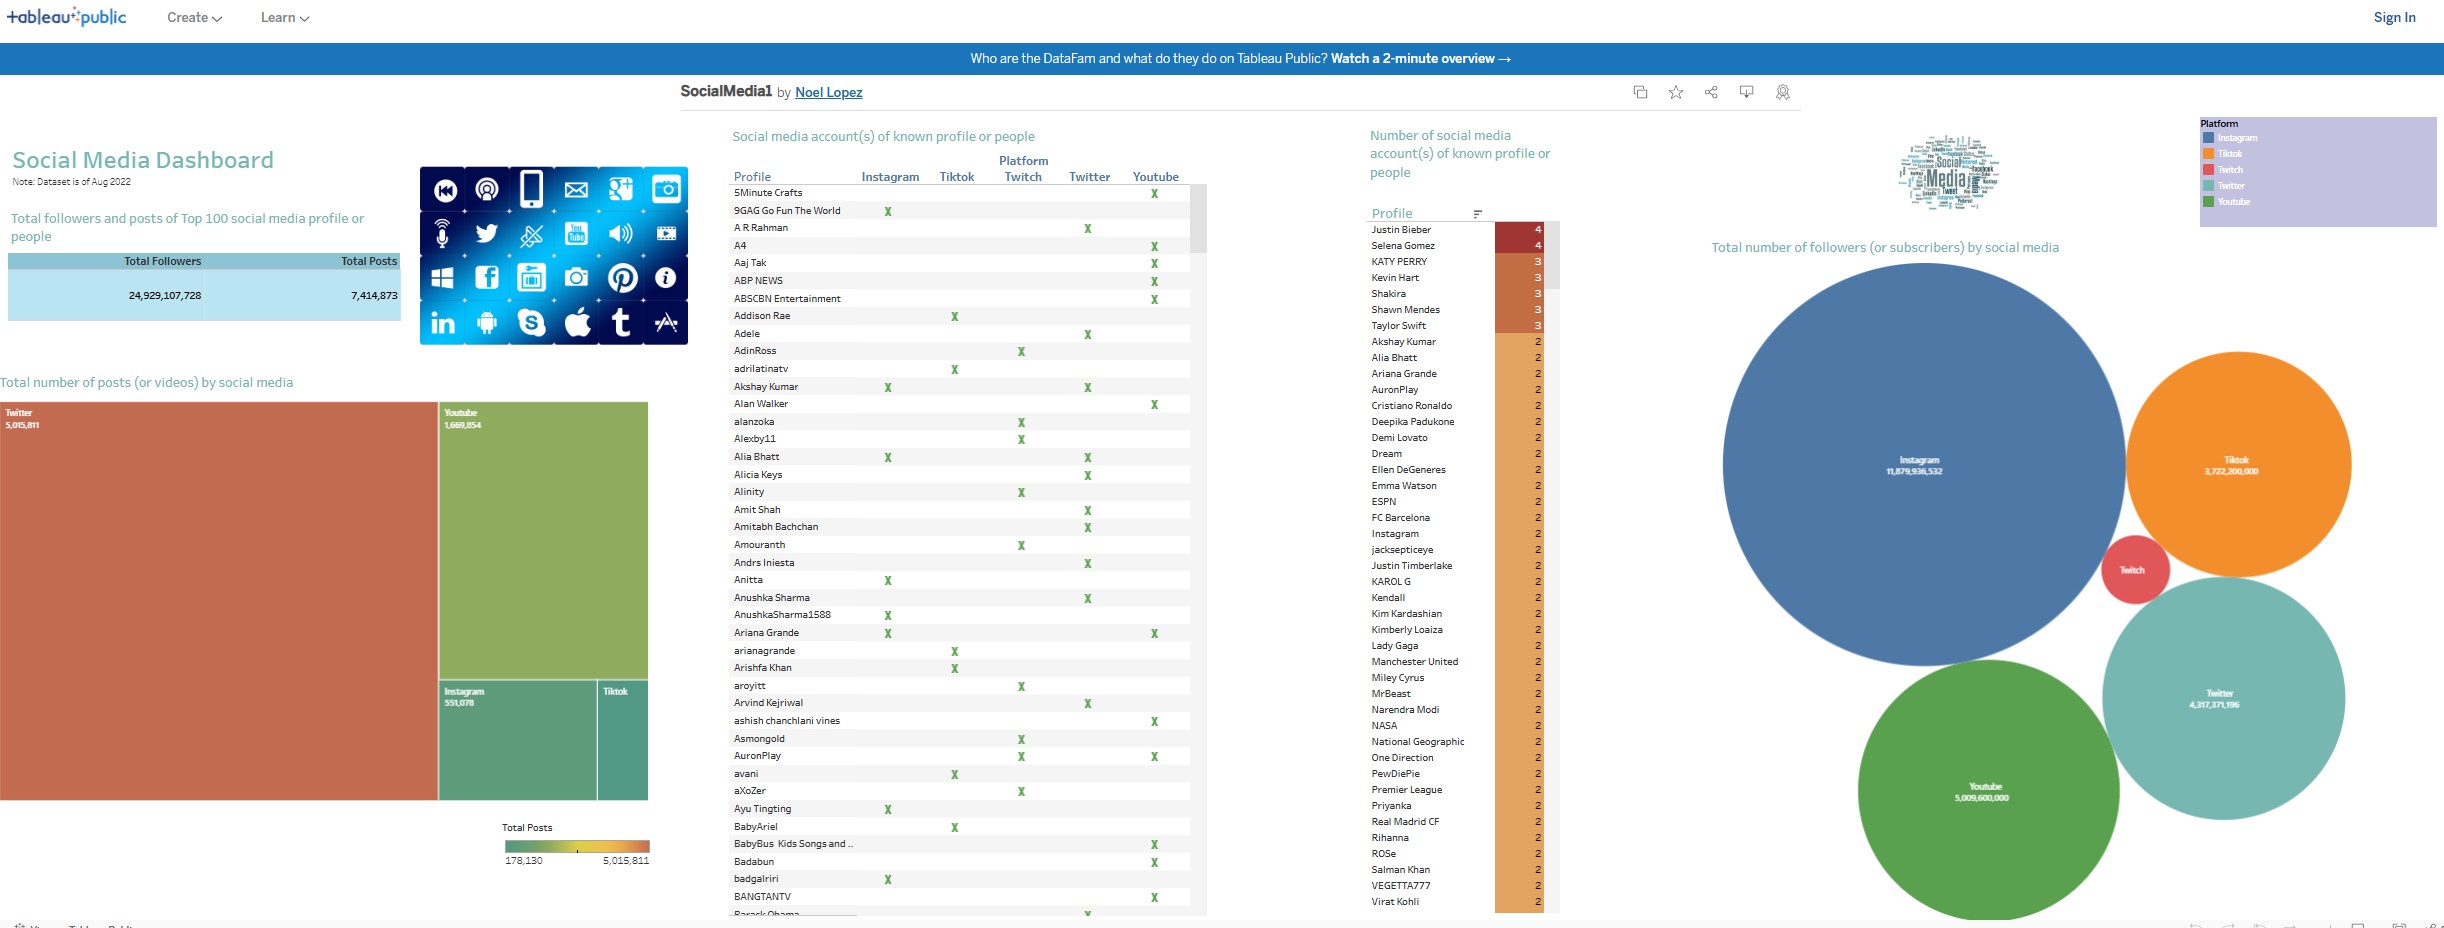 tableau public
Create
Learn
Sign In
Who are the DataFam and what do they do on Tableau Public? Watch a 2-minute overview →
SocialMedia1 by Noel Lopez
Social Media Dashboard
Note: Dataset is of Aug 2022
Total followers and posts of Top 100 social media profile or
people
Total Followers Total Posts
24,929,107,728 7,414,873
You
Tube
g+
in
t
Total number of posts (or videos) by social media
Twitter
5,015,811
Youtube
1,669,854
Instagram
551,078
Tiktok
Total Posts
178,130 5,015,811
Social media account(s) of known profile or people
Platform
Profile Instagram Tiktok Twitch Twitter Youtube
5Minute Crafts X
9GAG Go Fun The World X
A R Rahman X
A4 X
Aaj Tak X
ABP NEWS X
ABSCBN Entertainment X
Addison Rae X
Adele X
AdinRoss X
adrilatinatv X
Akshay Kumar X X
Alan Walker X
alanzoka X
Alexby11 X
Alia Bhatt X X
Alicia Keys X
Alinity X
Amit Shah X
Amitabh Bachchan X
Amouranth X
Andrs Iniesta X
Anitta X
Anushka Sharma X
AnushkaSharma1588 X
Ariana Grande X X
arianagrande X
Arishfa Khan X
aroyitt X
Arvind Kejriwal X
ashish chanchlani vines X
Asmongold X
AuronPlay X X
avani X
aXoZer X
Ayu Tingting X
BabyAriel X
BabyBus Kids Songs and .. X
Badabun X
badgalriri X
BANGTANTV X
Barack Obama X
Number of social media
account(s) of known profile or
people
Profile
Justin Bieber 4
Selena Gomez 4
KATY PERRY 3
Kevin Hart 3
Shakira 3
Shawn Mendes 3
Taylor Swift 3
Akshay Kumar 2
Alia Bhatt 2
Ariana Grande 2
AuronPlay 2
Cristiano Ronaldo 2
Deepika Padukone 2
Demi Lovato 2
Dream 2
Ellen DeGeneres 2
Emma Watson 2
ESPN 2
FC Barcelona 2
Instagram 2
jacksepticeye 2
Justin Timberlake 2
KAROL G 2
Kendall 2
Kim Kardashian 2
Kimberly Loaiza 2
Lady Gaga 2
Manchester United 2
Miley Cyrus 2
MrBeast 2
Narendra Modi 2
NASA 2
National Geographic 2
One Direction 2
PewDiePie 2
Premier League 2
Priyanka 2
Real Madrid CF 2
Rihanna 2
ROSe 2
Salman Khan 2
VEGETTA777 2
Virat Kohli 2
Social
Media
Tweet
Platform
Instagram
Tiktok
Twitch
Twitter
Youtube
Total number of followers (or subscribers) by social media
Instagram
11,879,936,532
Tiktok
3,722,200,000
Twitch
Twitter
4,317,371,196
Youtube
5,009,600,000